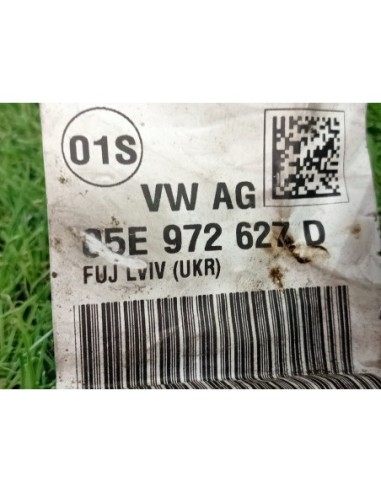 01S
VW AG
05E 972 627 D
FUJ LVIV (UKR)